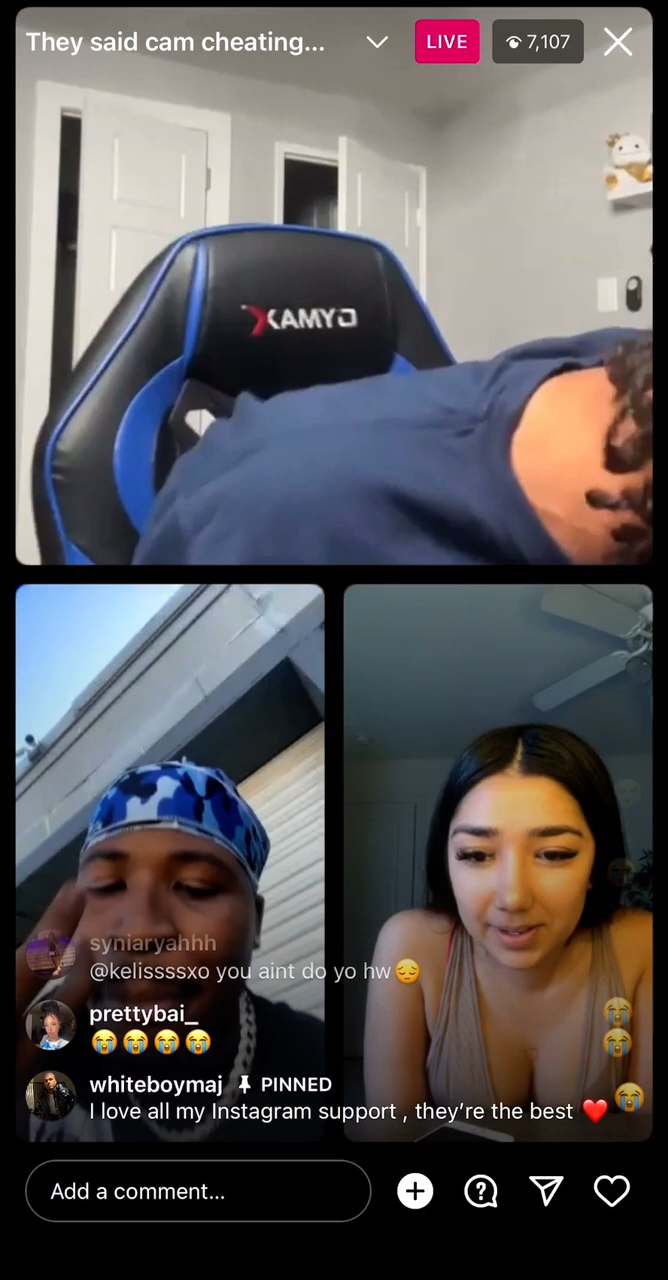 They said cam cheating...
LIVE
7,107
XAMYO
syniaryahhh
@kelissssxo you aint do yo hw😔
prettybai_
😭😭😭😭
whiteboymaj PINNED
I love all my Instagram support , they’re the best ❤️
Add a comment...